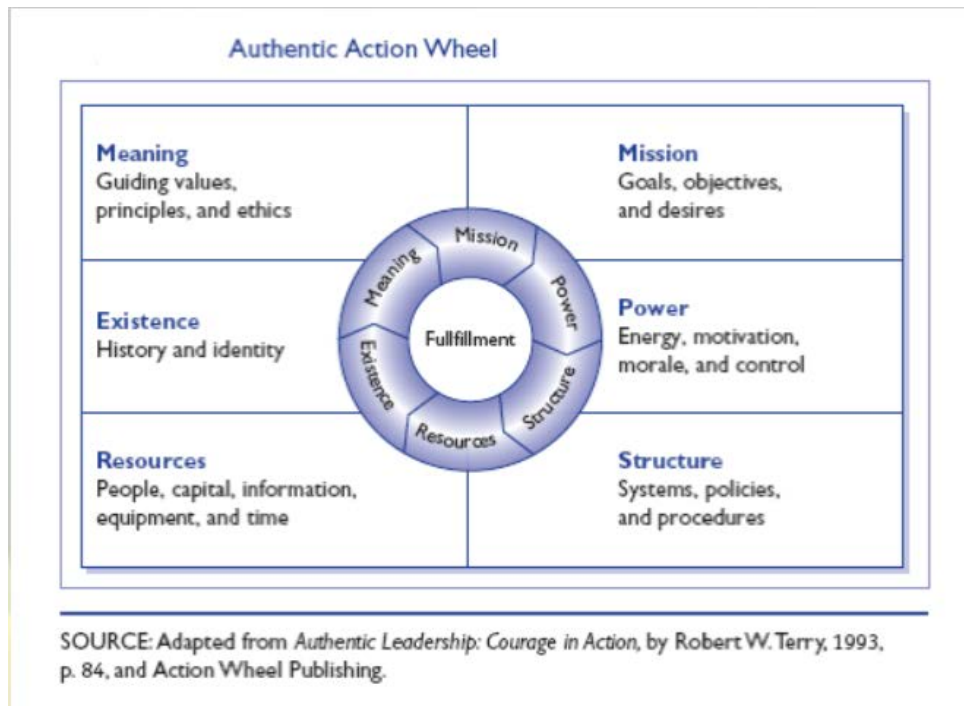 Authentic Action Wheel
Meaning
Guiding values,
principles, and ethics
Mission
Goals, objectives,
and desires
Existence
History and identity
Power
Energy, motivation,
morale, and control
Resources
People, capital, information,
equipment, and time
Structure
Systems, policies,
and procedures
Mission
Power
Structure
Resources
Existence
Meaning
Fullfillment
SOURCE: Adapted from Authentic Leadership: Courage in Action, by Robert W. Terry, 1993,
p. 84, and Action Wheel Publishing.